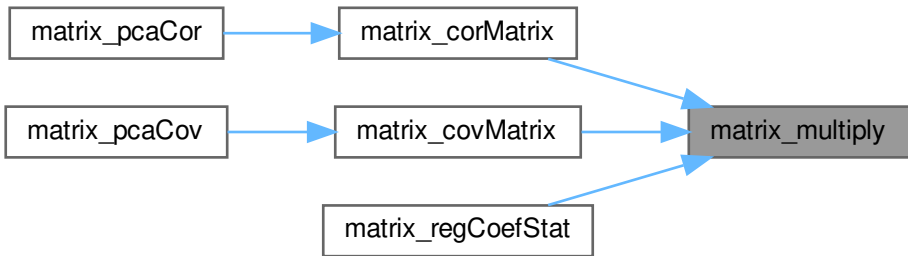 matrix_pcaCor
matrix_corMatrix
matrix_pcaCov
matrix_covMatrix
matrix_multiply
matrix_regCoefStat